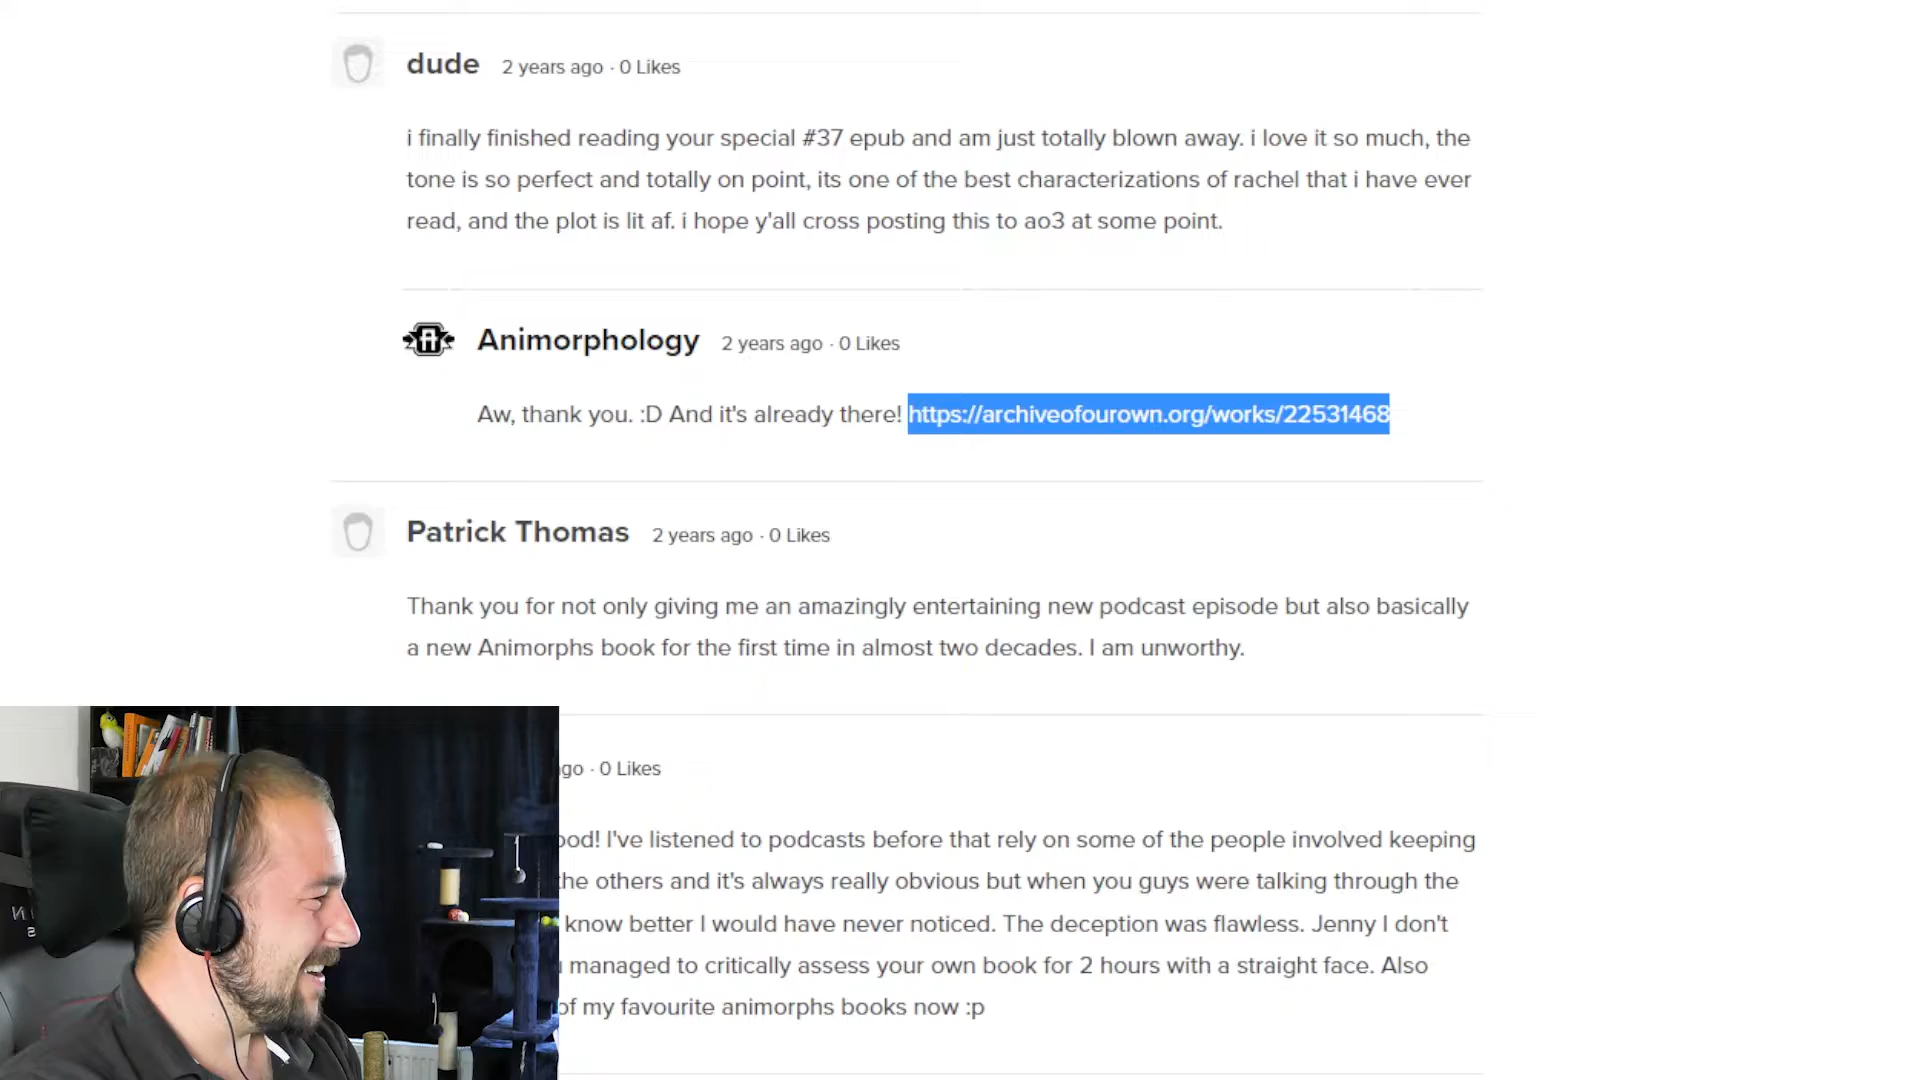 dude 2 years ago · 0 Likes
i finally finished reading your special #37 epub and am just totally blown away. i love it so much, the
tone is so perfect and totally on point, its one of the best characterizations of rachel that i have ever
read, and the plot is lit af. i hope y'all cross posting this to ao3 at some point.
Animorphology 2 years ago · 0 Likes
Aw, thank you. :D And it's already there! https://archiveofourown.org/works/22531468
Patrick Thomas 2 years ago · 0 Likes
Thank you for not only giving me an amazingly entertaining new podcast episode but also basically
a new Animorphs book for the first time in almost two decades. I am unworthy.
go · 0 Likes
ood! I've listened to podcasts before that rely on some of the people involved keeping
the others and it's always really obvious but when you guys were talking through the
know better I would have never noticed. The deception was flawless. Jenny I don't
managed to critically assess your own book for 2 hours with a straight face. Also
of my favourite animorphs books now :p